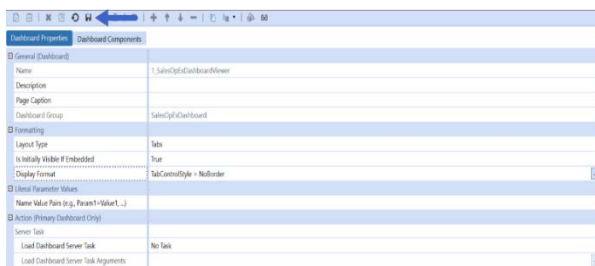 Dashboard Properties Dashboard Components
General (Dashboard)
Name 1_SalesOpExDashboardViewer
Description
Page Caption
Dashboard Group SalesOpExDashboard
Formatting
Layout Type Tabs
Is Initially Visible If Embedded True
Display Format TabControlStyle = NoBorder
Literal Parameter Values
Name Value Pairs (e.g., Param1=Value1, ...)
Action (Primary Dashboard Only)
Server Task
Load Dashboard Server Task No Task
Load Dashboard Server Task Arguments